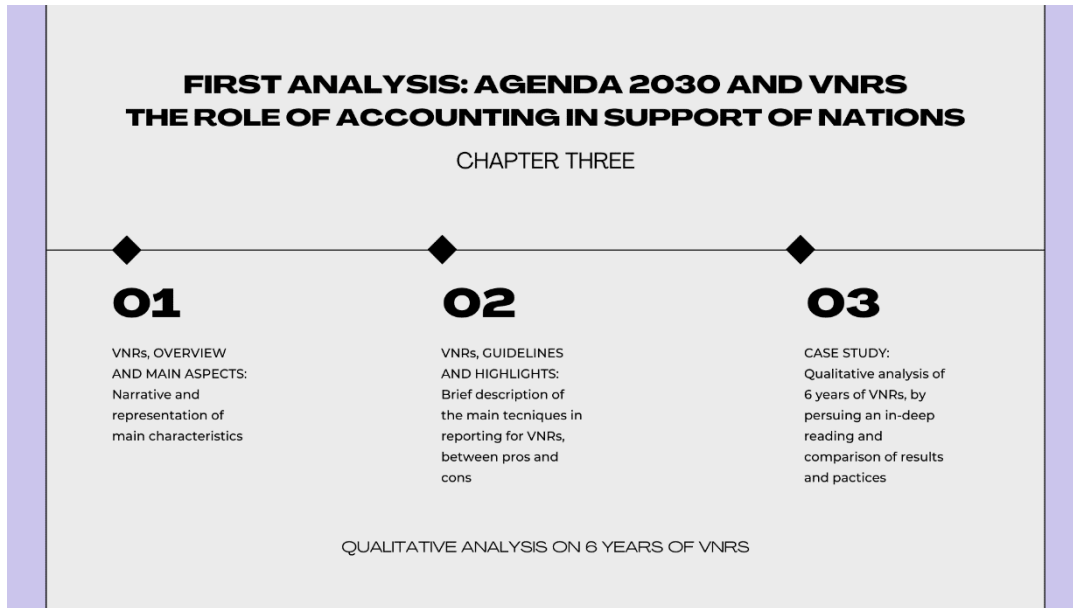 FIRST ANALYSIS: AGENDA 2030 AND VNRS
THE ROLE OF ACCOUNTING IN SUPPORT OF NATIONS
CHAPTER THREE
01
VNRs, OVERVIEW
AND MAIN ASPECTS:
Narrative and
representation of
main characteristics
02
VNRs, GUIDELINES
AND HIGHLIGHTS:
Brief description of
the main tecniques in
reporting for VNRs,
between pros and
cons
03
CASE STUDY:
Qualitative analysis of
6 years of VNRs, by
persuing an in-deep
reading and
comparison of results
and pactices
QUALITATIVE ANALYSIS ON 6 YEARS OF VNRS